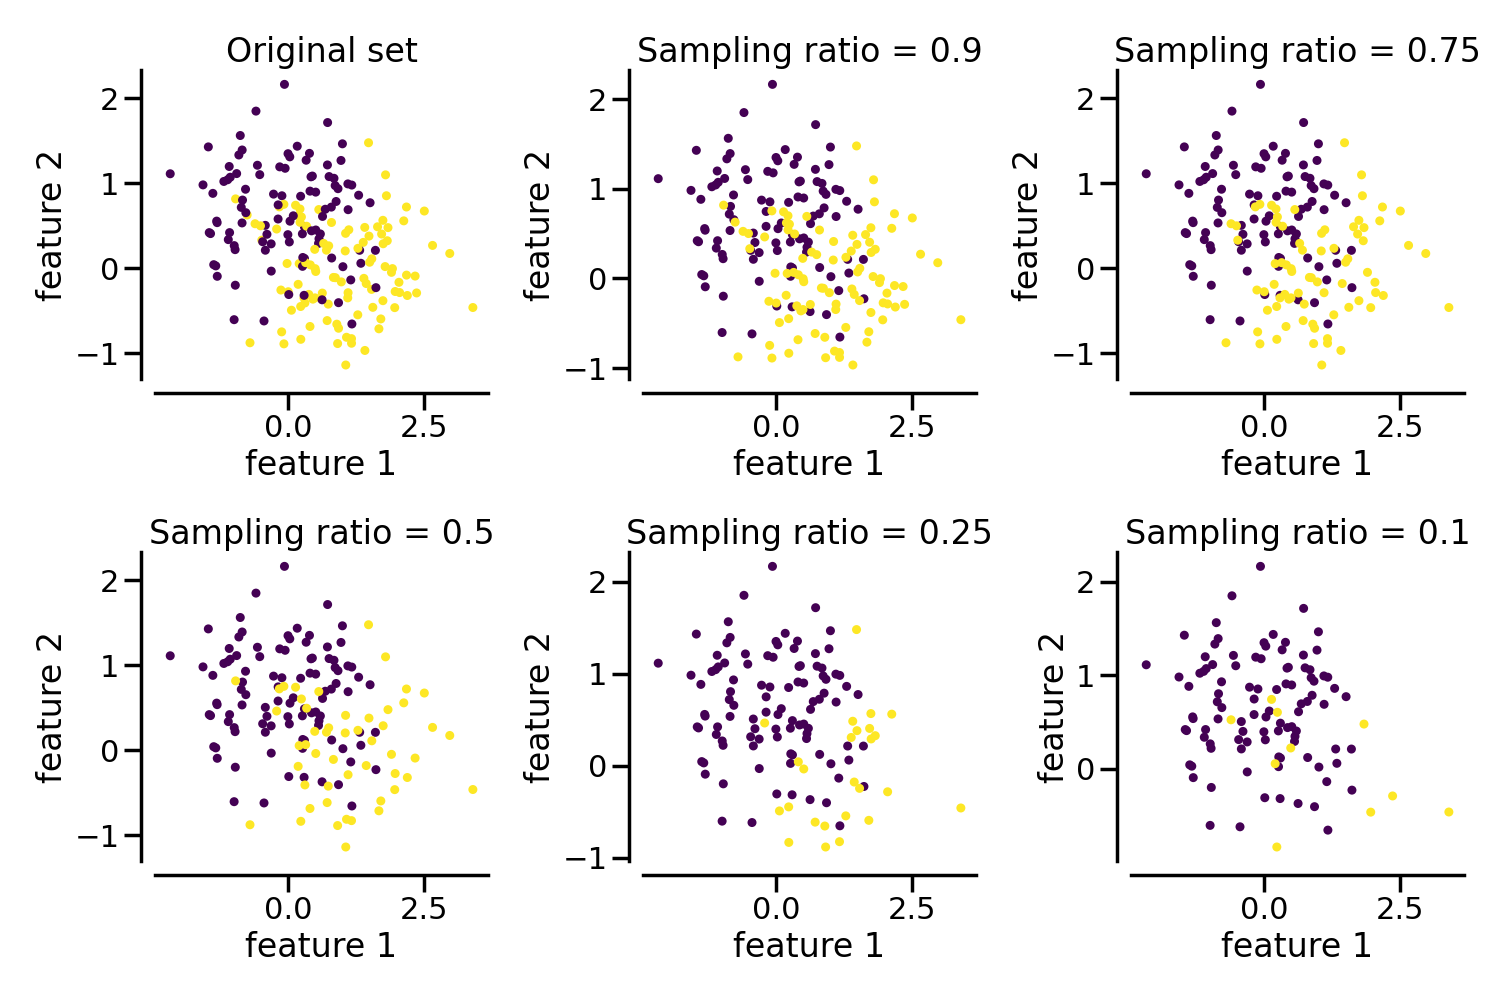 Original set
Sampling ratio = 0.9
Sampling ratio = 0.75
feature 2
2
1
0
−1
0.0
2.5
feature 1
feature 2
2
1
0
−1
0.0
2.5
feature 1
feature 2
2
1
0
−1
0.0
2.5
feature 1
Sampling ratio = 0.5
Sampling ratio = 0.25
Sampling ratio = 0.1
feature 2
2
1
0
−1
0.0
2.5
feature 1
feature 2
2
1
0
−1
0.0
2.5
feature 1
feature 2
2
1
0
0.0
2.5
feature 1